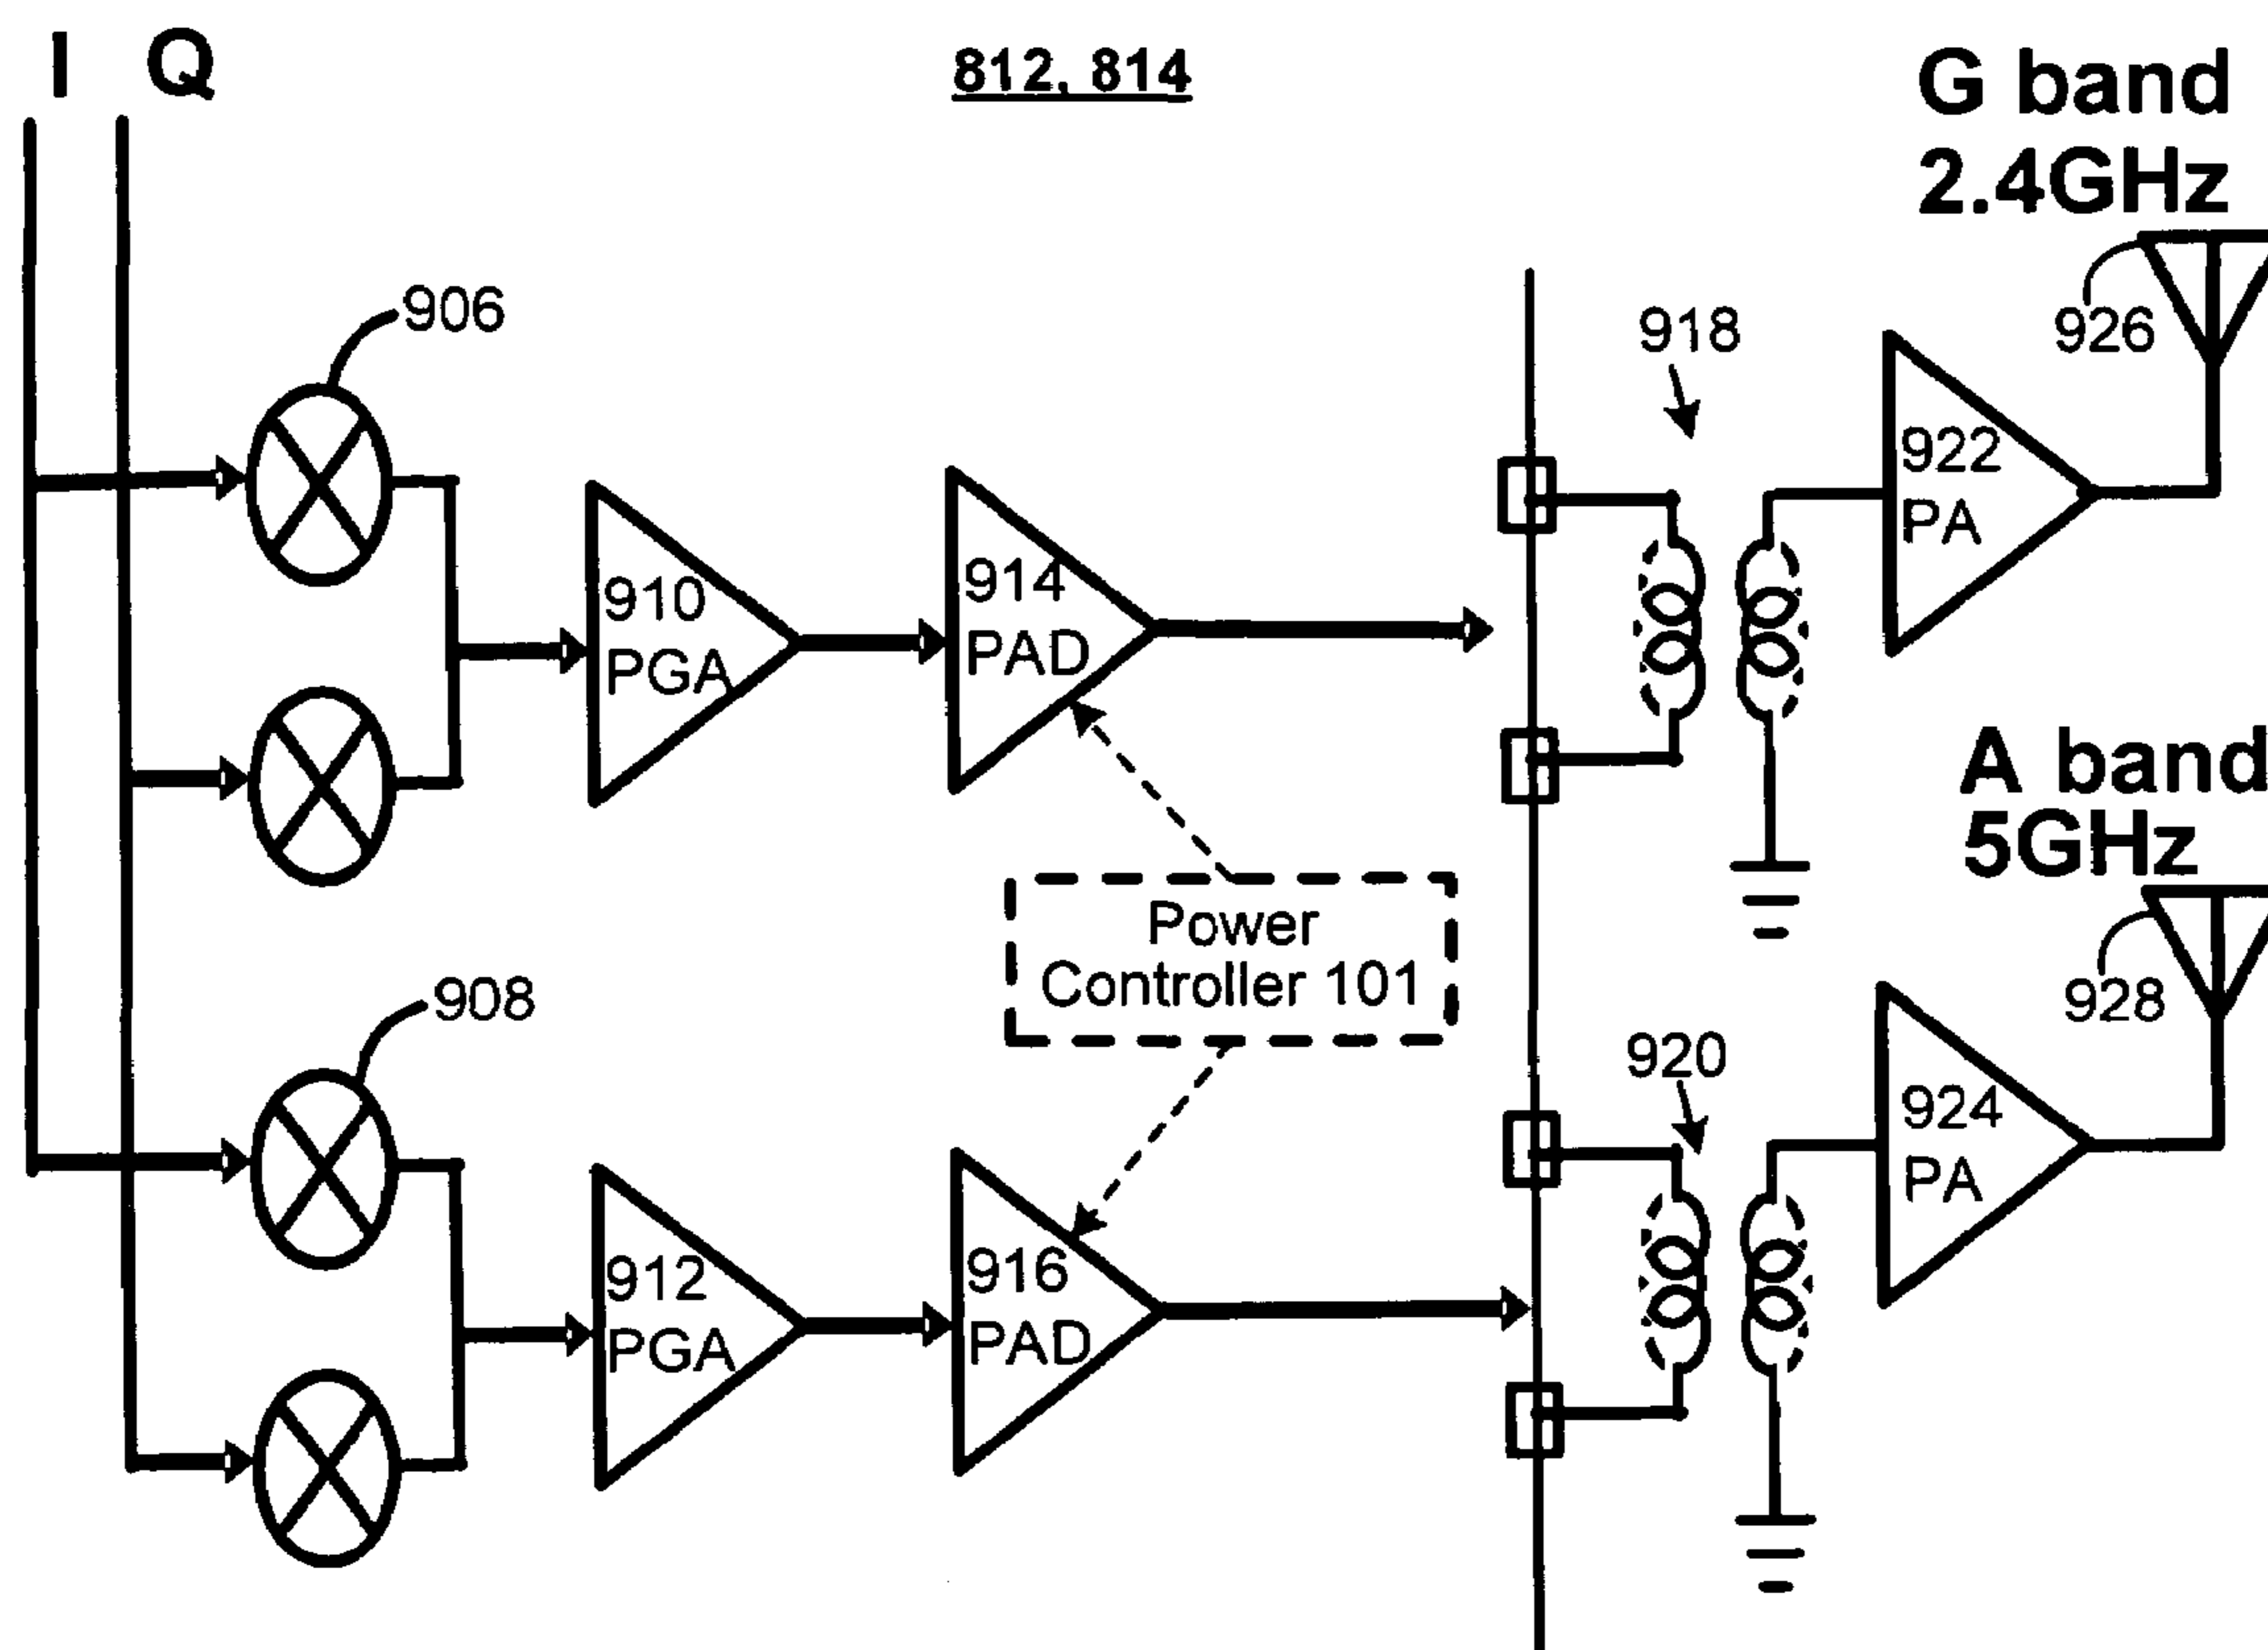 I Q
812, 814
G band
2.4GHz
906
918
926
922
PA
910
PGA
914
PAD
A band
5GHz
Power
Controller 101
908
920
928
924
PA
912
PGA
916
PAD